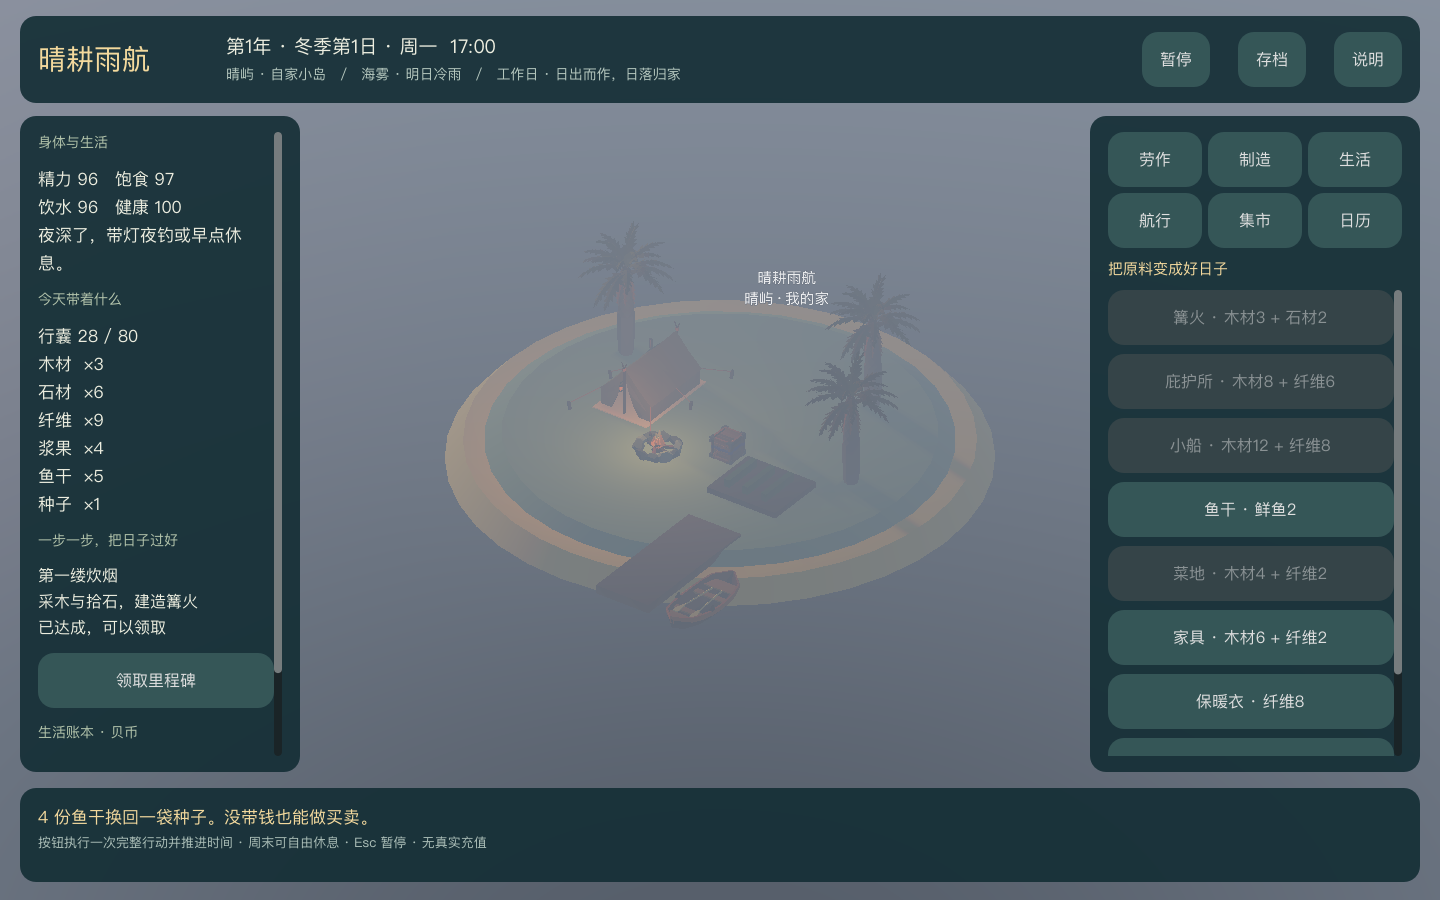 晴耕雨航
第1年 · 冬季第1日 · 周一 17:00
晴屿 · 自家小岛 / 海雾 · 明日冷雨 / 工作日 · 日出而作，日落归家
暂停
存档
说明
身体与生活
精力 96 饱食 97
饮水 96 健康 100
夜深了，带灯夜钓或早点休
息。
今天带着什么
行囊 28 / 80
木材 ×3
石材 ×6
纤维 ×9
浆果 ×4
鱼干 ×5
种子 ×1
一步一步，把日子过好
第一缕炊烟
采木与拾石，建造篝火
已达成，可以领取
领取里程碑
生活账本 · 贝币
晴耕雨航
晴屿 · 我的家
劳作
制造
生活
航行
集市
日历
把原料变成好日子
篝火 · 木材3 + 石材2
庇护所 · 木材8 + 纤维6
小船 · 木材12 + 纤维8
鱼干 · 鲜鱼2
菜地 · 木材4 + 纤维2
家具 · 木材6 + 纤维2
保暖衣 · 纤维8
4 份鱼干换回一袋种子。没带钱也能做买卖。
按钮执行一次完整行动并推进时间 · 周末可自由休息 · Esc 暂停 · 无真实充值